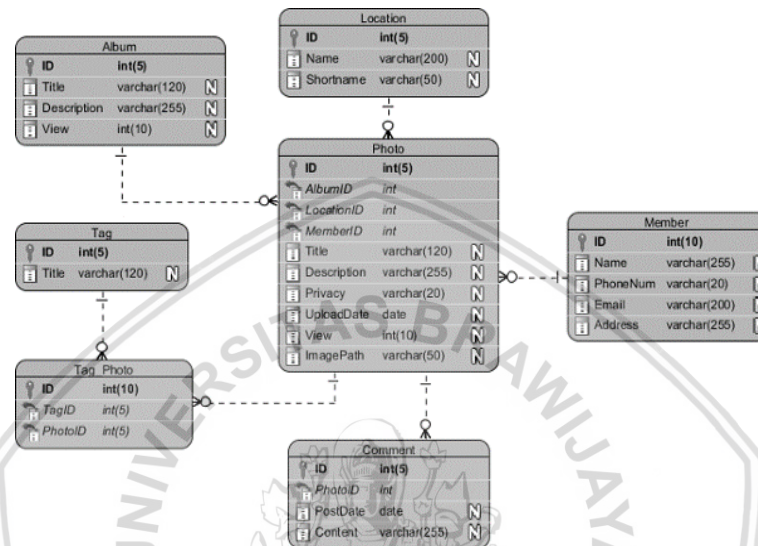 Album
ID int(5)
Title varchar(120) N
Description varchar(255) N
View int(10) N
Location
ID int(5)
Name varchar(200) N
Shortname varchar(50) N
Photo
ID int(5)
AlbumID int
LocationID int
MemberID int
Title varchar(120) N
Description varchar(255) N
Privacy varchar(20) N
UploadDate date N
View int(10) N
ImagePath varchar(50) N
Tag
ID int(5)
Title varchar(120) N
Member
ID int(10)
Name varchar(255)
PhoneNum varchar(20)
Email varchar(200)
Address varchar(255)
Tag_Photo
ID int(10)
TagID int(5)
PhotoID int(5)
Comment
ID int(5)
PhotoID int
PostDate date N
Content varchar(255) N
UNIVERSITAS BRAWIJAYA